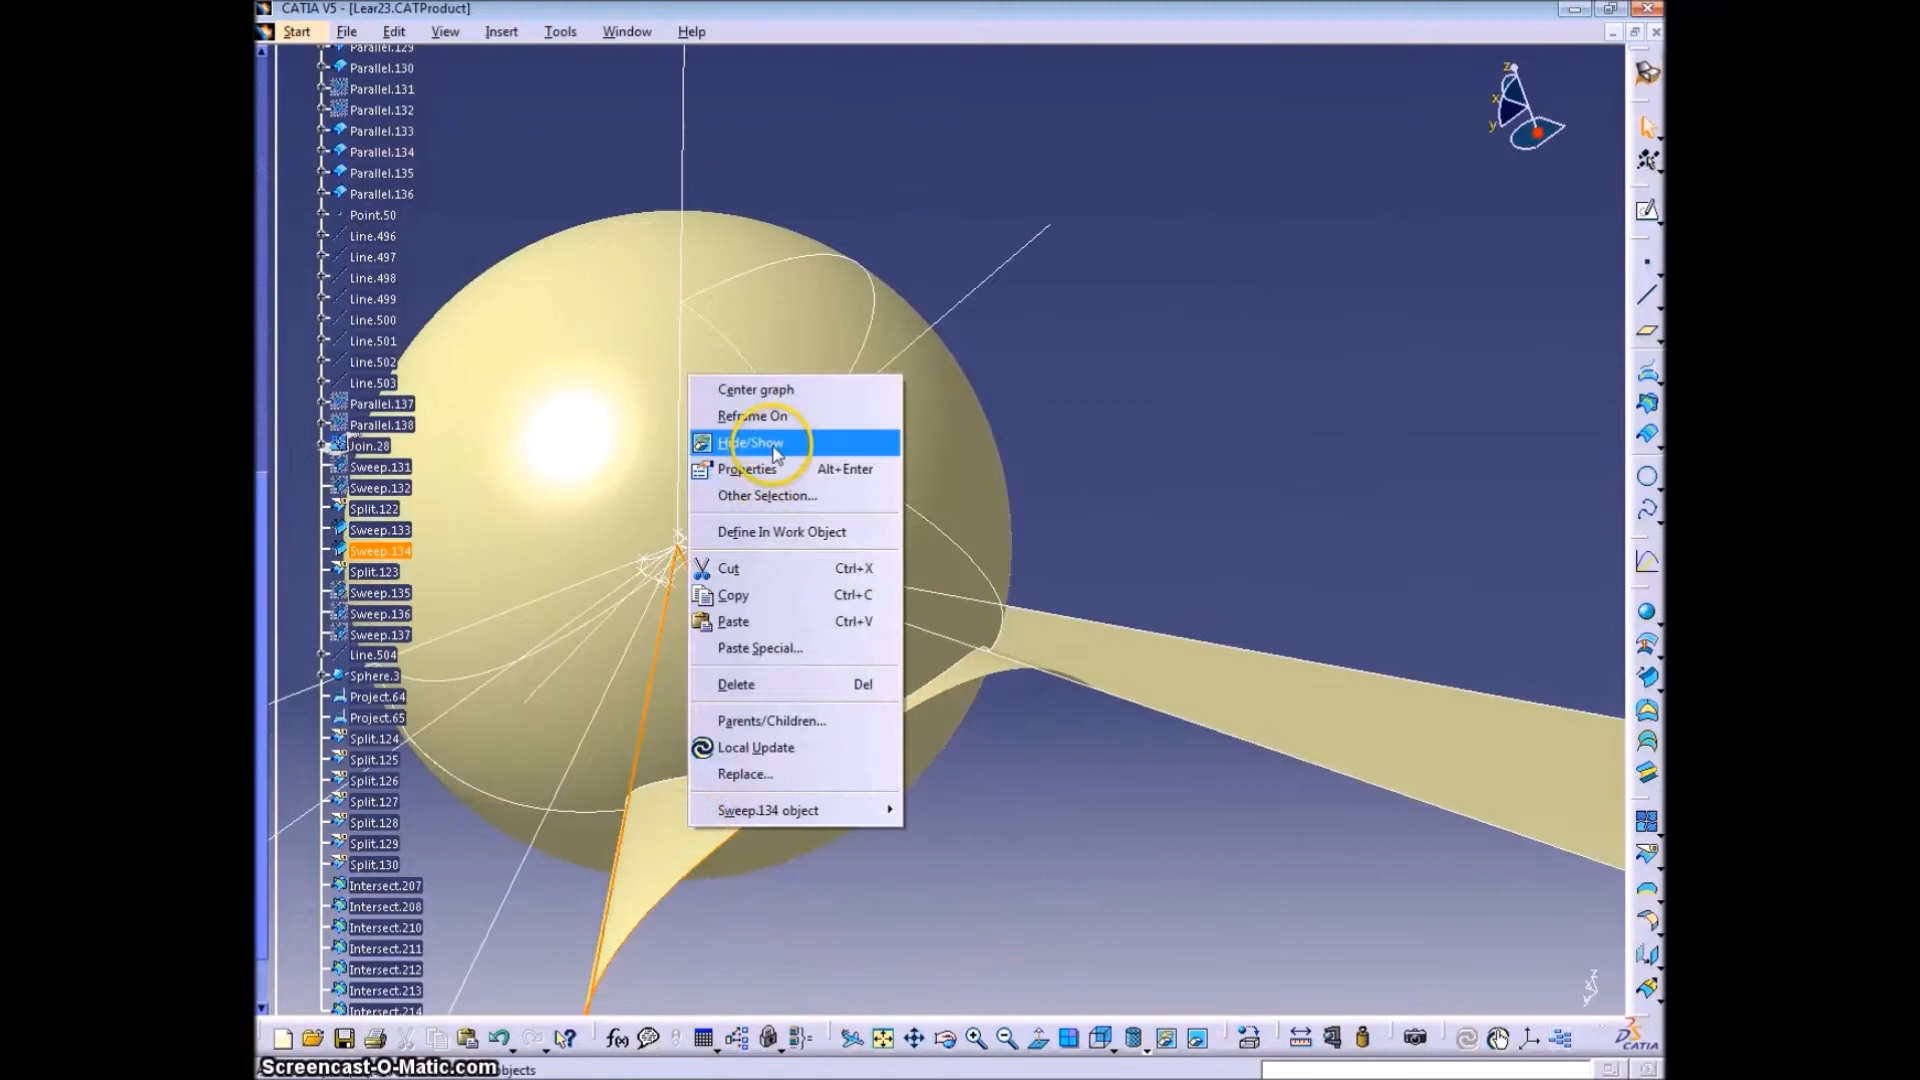 CATIA V5 - [Lear23.CATProduct]
Start File Edit View Insert Tools Window Help
Parallel.129
Parallel.130
Parallel.131
Parallel.132
Parallel.133
Parallel.134
Parallel.135
Parallel.136
Point.50
Line.496
Line.497
Line.498
Line.499
Line.500
Line.501
Line.502
Line.503
Parallel.137
Parallel.138
Join.28
Sweep.131
Sweep.132
Split.122
Sweep.133
Sweep.134
Split.123
Sweep.135
Sweep.136
Sweep.137
Line.504
Sphere.3
Project.64
Project.65
Split.124
Split.125
Split.126
Split.127
Split.128
Split.129
Split.130
Intersect.207
Intersect.208
Intersect.210
Intersect.211
Intersect.212
Intersect.213
Intersect.214
Center graph
Reframe On
Hide/Show
Properties Alt+Enter
Other Selection...
Define In Work Object
Cut Ctrl+X
Copy Ctrl+C
Paste Ctrl+V
Paste Special...
Delete Del
Parents/Children...
Local Update
Replace...
Sweep.134 object
z
x
y
z
f(x)
CATIA
Screencast-O-Matic.com
objects